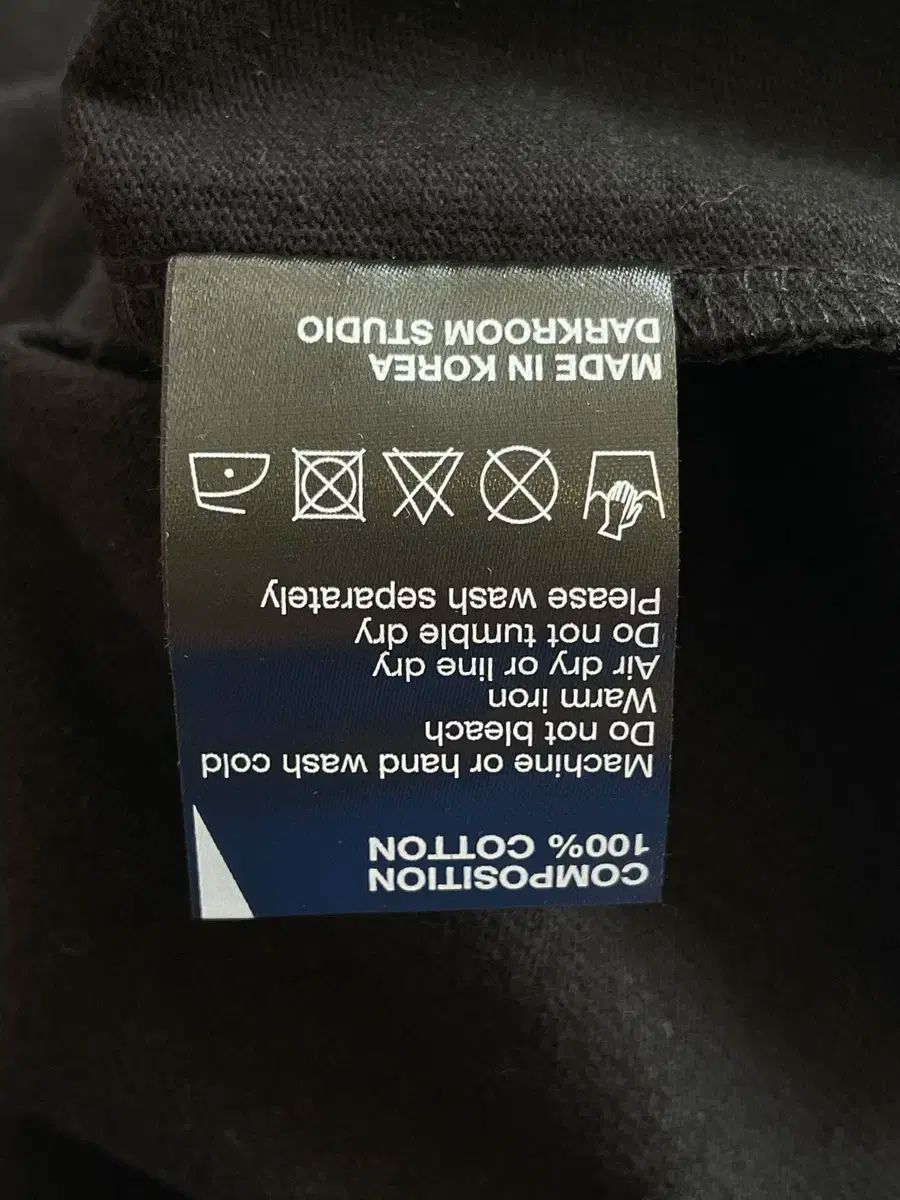 COMPOSITION
100% COTTON
Machine or hand wash cold
Do not bleach
Warm iron
Air dry or line dry
Do not tumble dry
Please wash separately
MADE IN KOREA
DARKROOM STUDIO